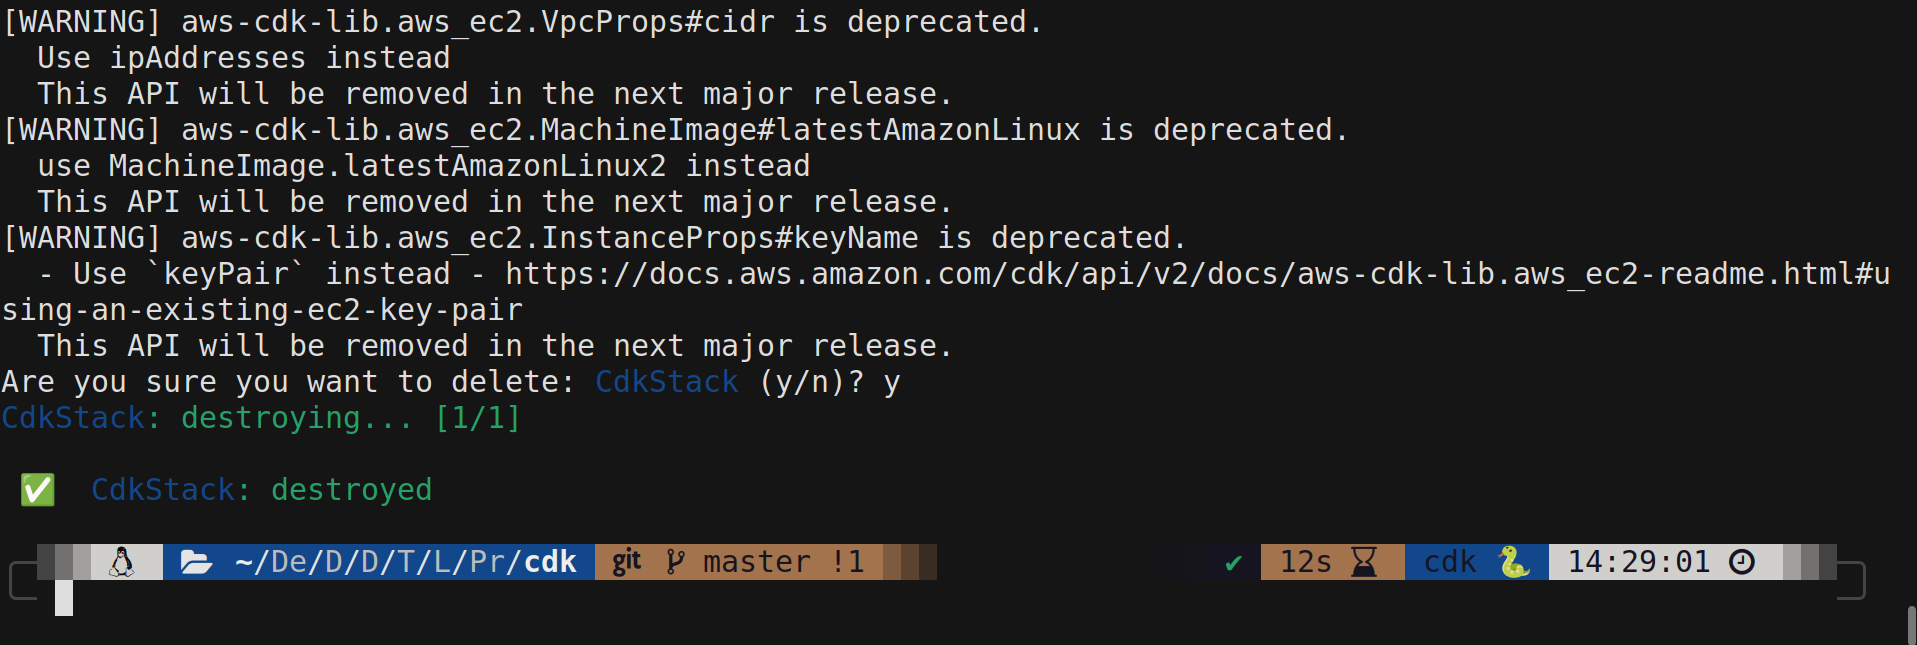 [WARNING] aws-cdk-lib.aws_ec2.VpcProps#cidr is deprecated.
  Use ipAddresses instead
  This API will be removed in the next major release.
[WARNING] aws-cdk-lib.aws_ec2.MachineImage#latestAmazonLinux is deprecated.
  use MachineImage.latestAmazonLinux2 instead
  This API will be removed in the next major release.
[WARNING] aws-cdk-lib.aws_ec2.InstanceProps#keyName is deprecated.
  - Use `keyPair` instead - https://docs.aws.amazon.com/cdk/api/v2/docs/aws-cdk-lib.aws_ec2-readme.html#u
sing-an-existing-ec2-key-pair
  This API will be removed in the next major release.
Are you sure you want to delete: CdkStack (y/n)? y
CdkStack: destroying... [1/1]
✅  CdkStack: destroyed
~/De/D/D/T/L/Pr/cdk git master !1 ✔ 12s cdk 🐍 14:29:01